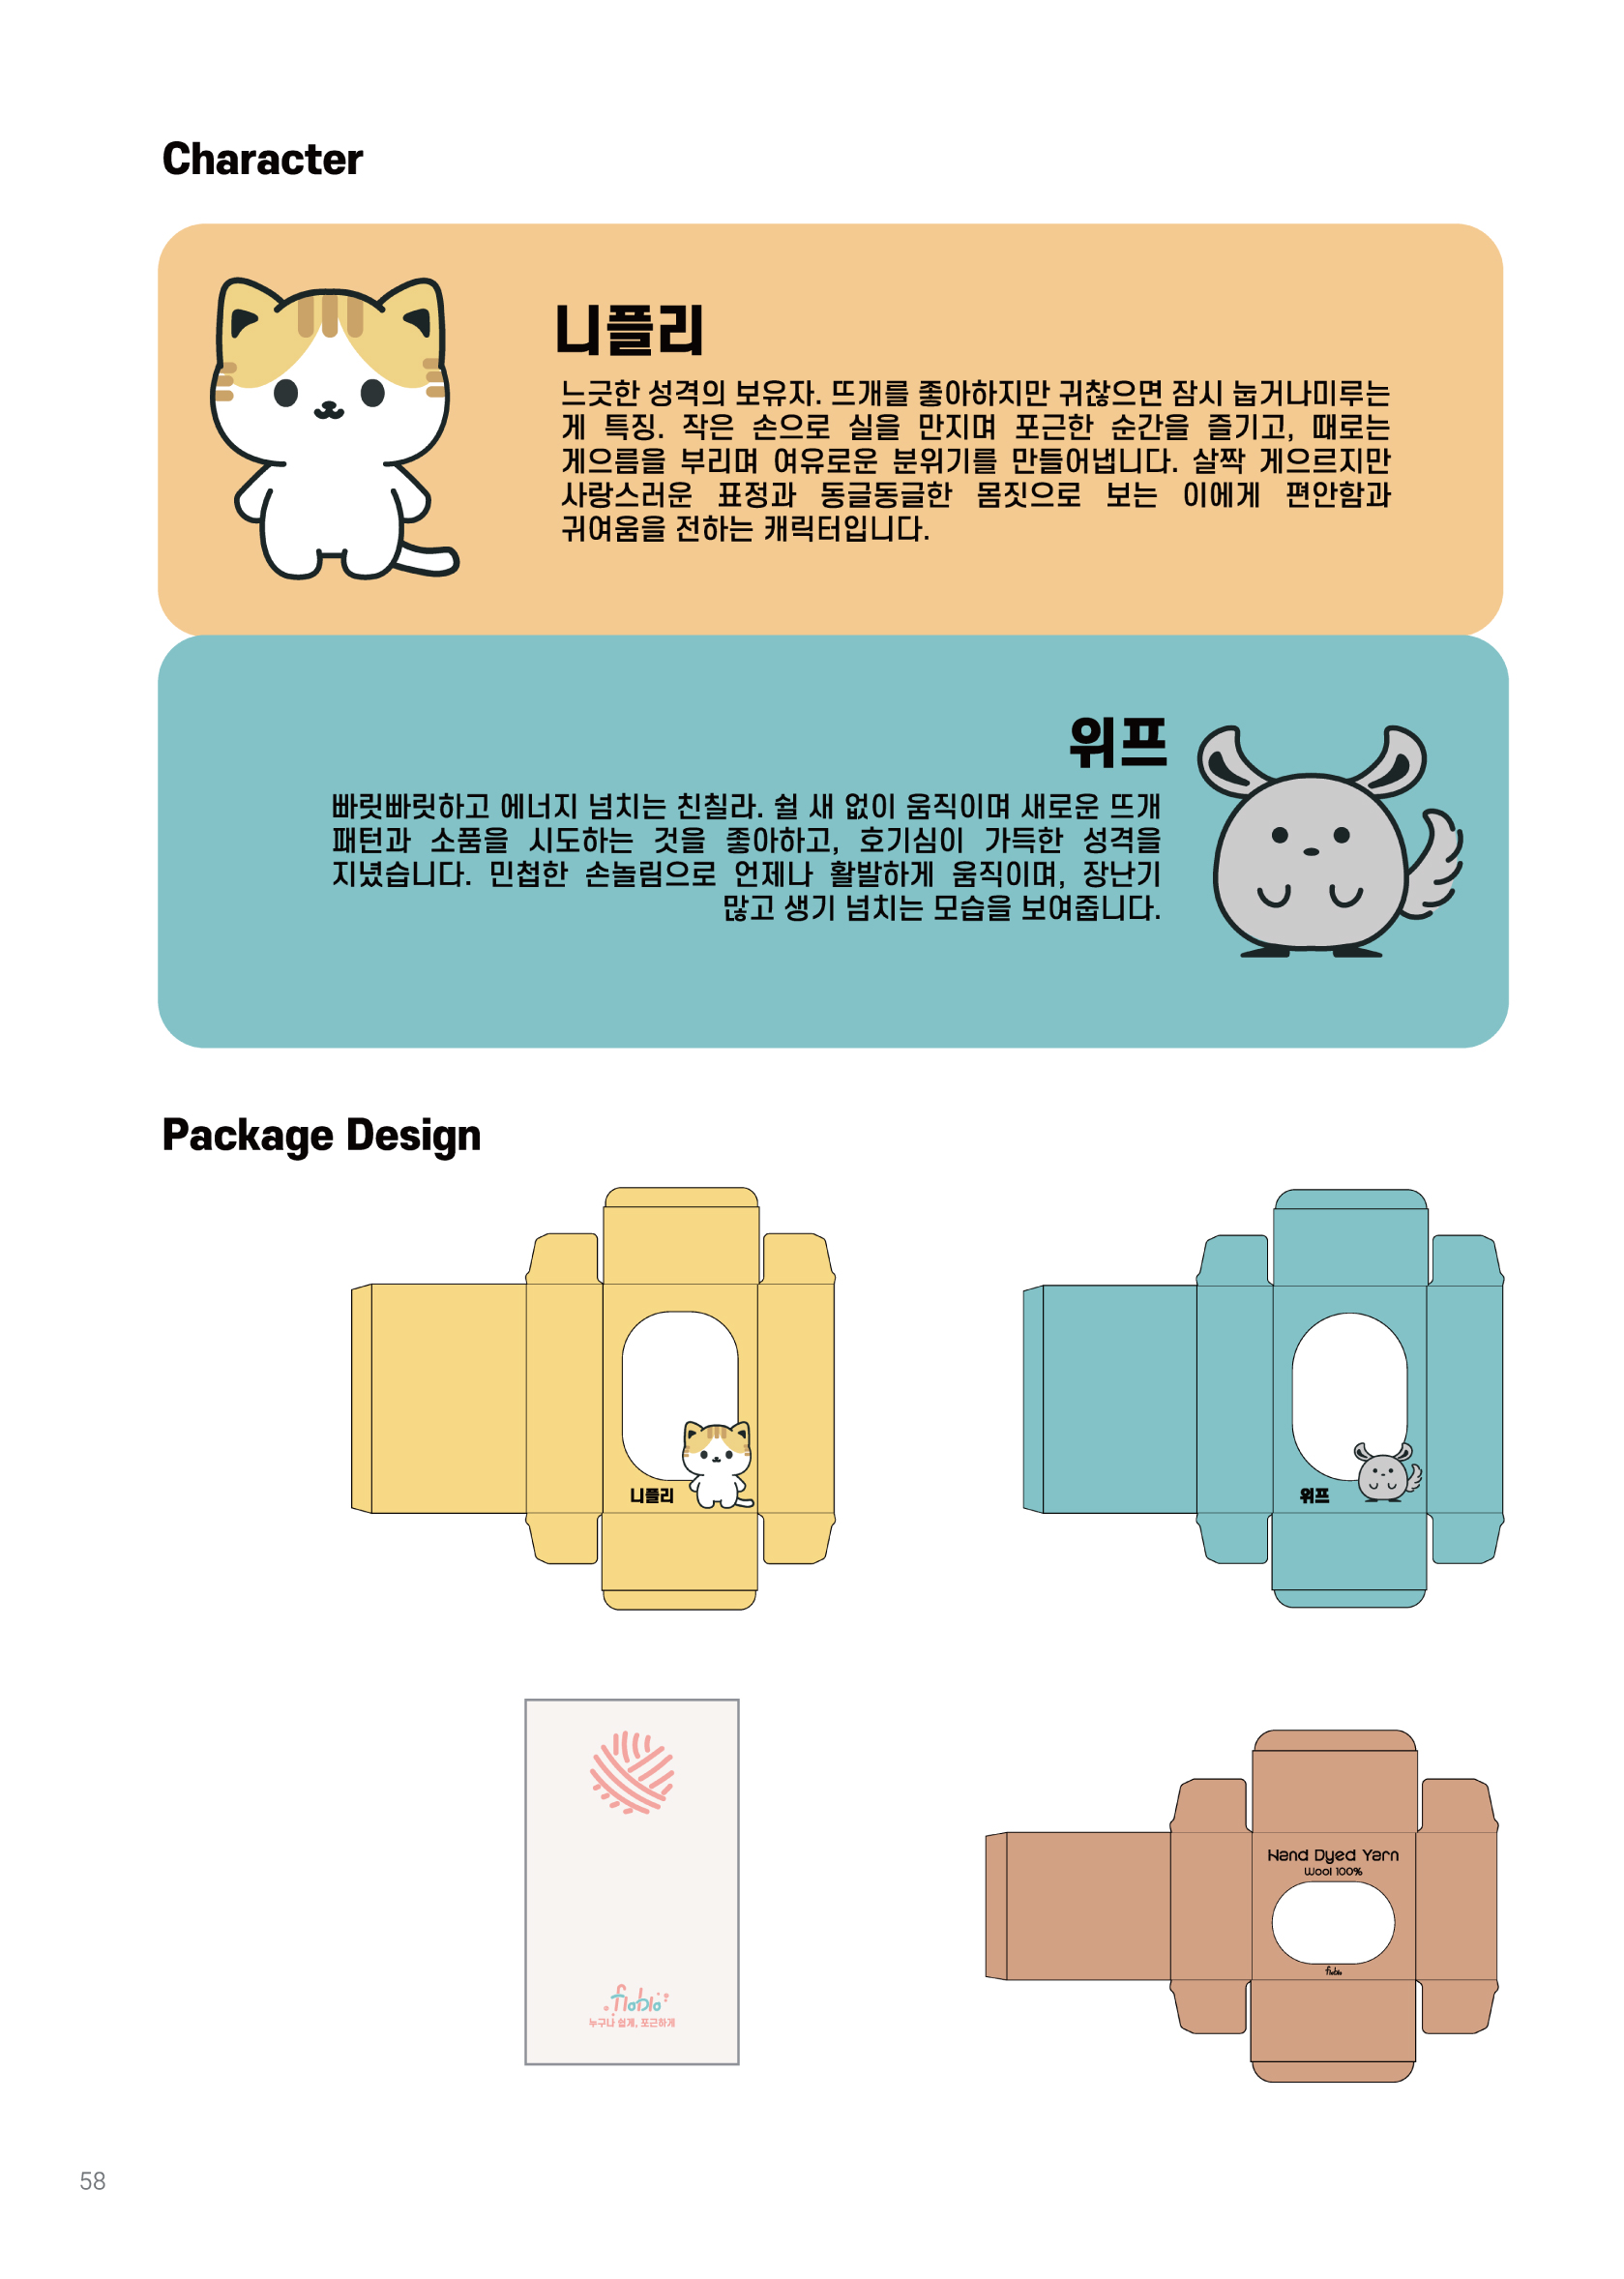 Character
니플리
느긋한 성격의 보유자. 뜨개를 좋아하지만 귀찮으면 잠시 눕거나미루는
게 특징. 작은 손으로 실을 만지며 포근한 순간을 즐기고, 때로는
게으름을 부리며 여유로운 분위기를 만들어냅니다. 살짝 게으르지만
사랑스러운 표정과 동글동글한 몸짓으로 보는 이에게 편안함과
귀여움을 전하는 캐릭터입니다.
위프
빠릿빠릿하고 에너지 넘치는 친칠라. 쉴 새 없이 움직이며 새로운 뜨개
패턴과 소품을 시도하는 것을 좋아하고, 호기심이 가득한 성격을
지녔습니다. 민첩한 손놀림으로 언제나 활발하게 움직이며, 장난기
많고 생기 넘치는 모습을 보여줍니다.
Package Design
니플리
위프
Hand Dyed Yarn
Wool 100%
누구나 쉽게, 포근하게
58